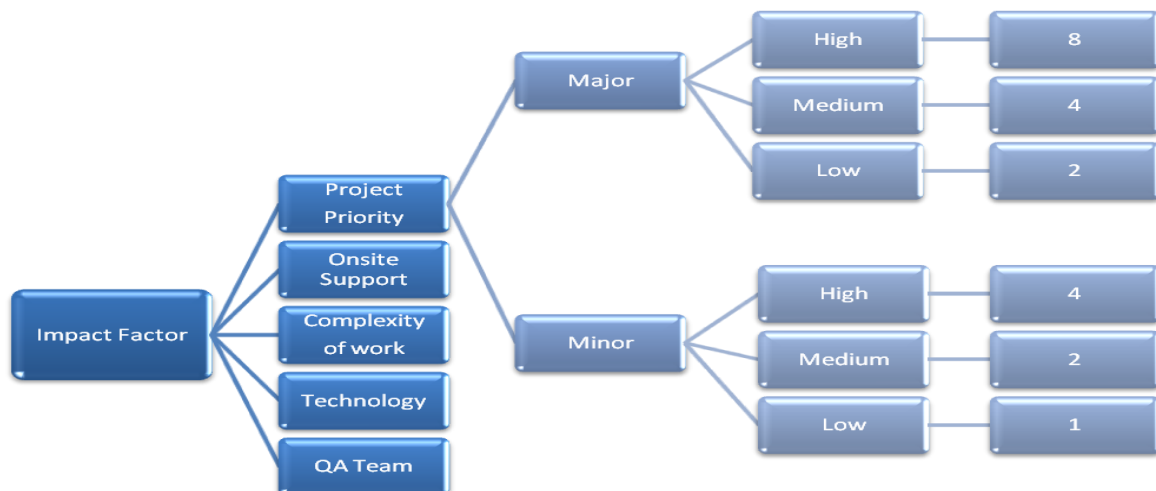 Impact Factor
Project
Priority
Onsite
Support
Complexity
of work
Technology
QA Team
Major
High
8
Medium
4
Low
2
Minor
High
4
Medium
2
Low
1